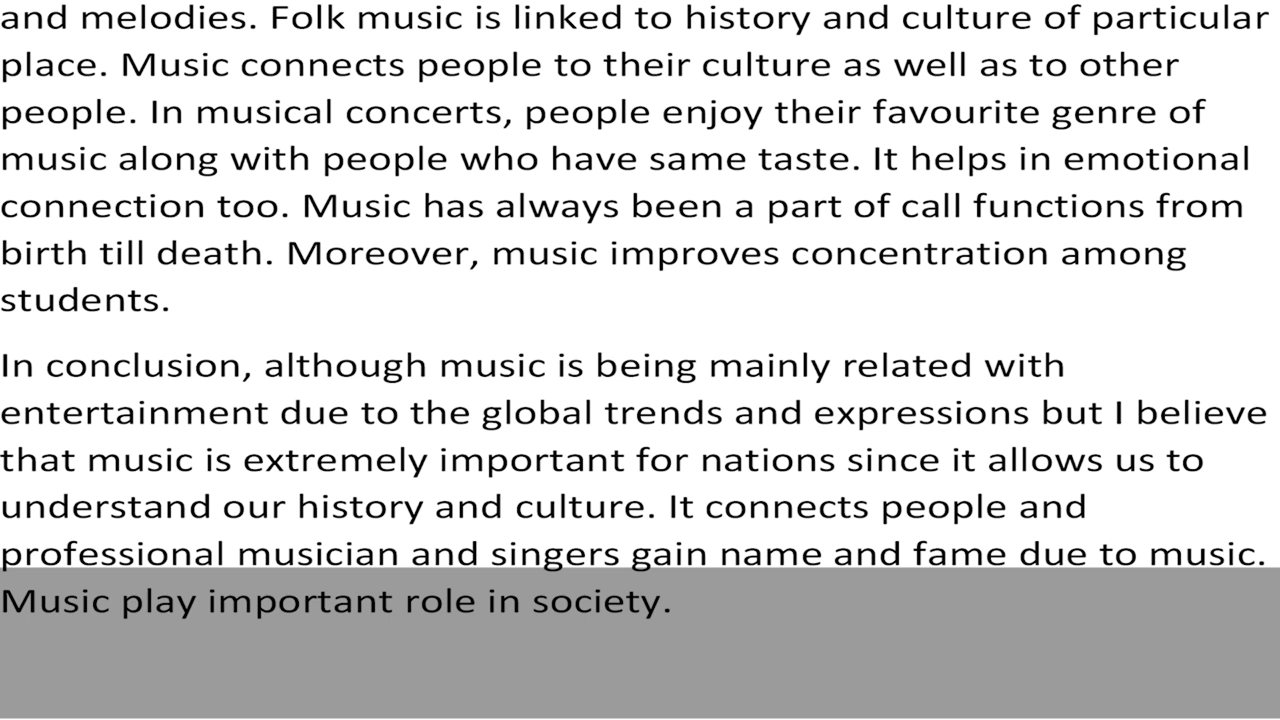 and melodies. Folk music is linked to history and culture of particular
place. Music connects people to their culture as well as to other
people. In musical concerts, people enjoy their favourite genre of
music along with people who have same taste. It helps in emotional
connection too. Music has always been a part of call functions from
birth till death. Moreover, music improves concentration among
students.
In conclusion, although music is being mainly related with
entertainment due to the global trends and expressions but I believe
that music is extremely important for nations since it allows us to
understand our history and culture. It connects people and
professional musician and singers gain name and fame due to music.
Music play important role in society.